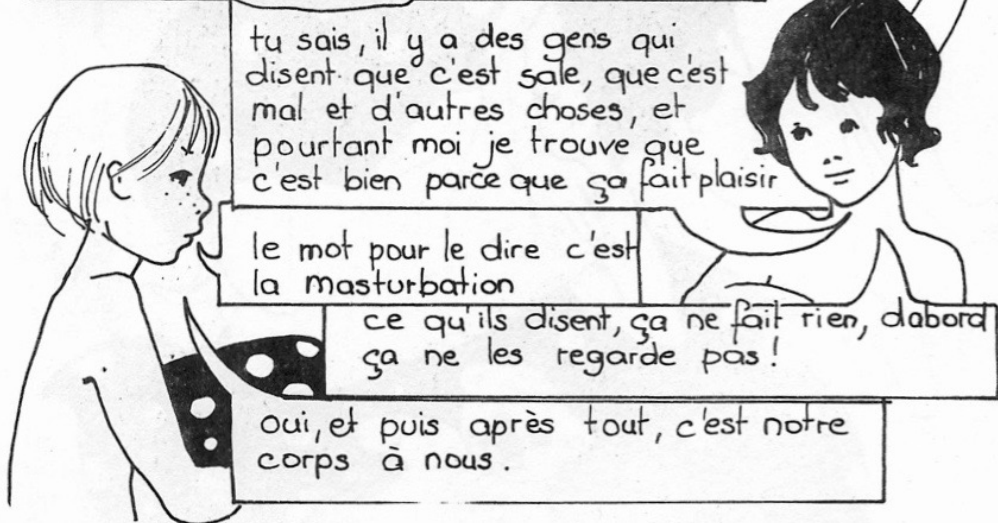 tu sais, il y a des gens qui
disent que c'est sale, que c'est
mal et d'autres choses, et
pourtant moi je trouve que
c'est bien parce que ça fait plaisir
le mot pour le dire c'est
la masturbation
ce qu'ils disent, ça ne fait rien, dabord
ça ne les regarde pas !
oui, et puis après tout, c'est notre
corps à nous.